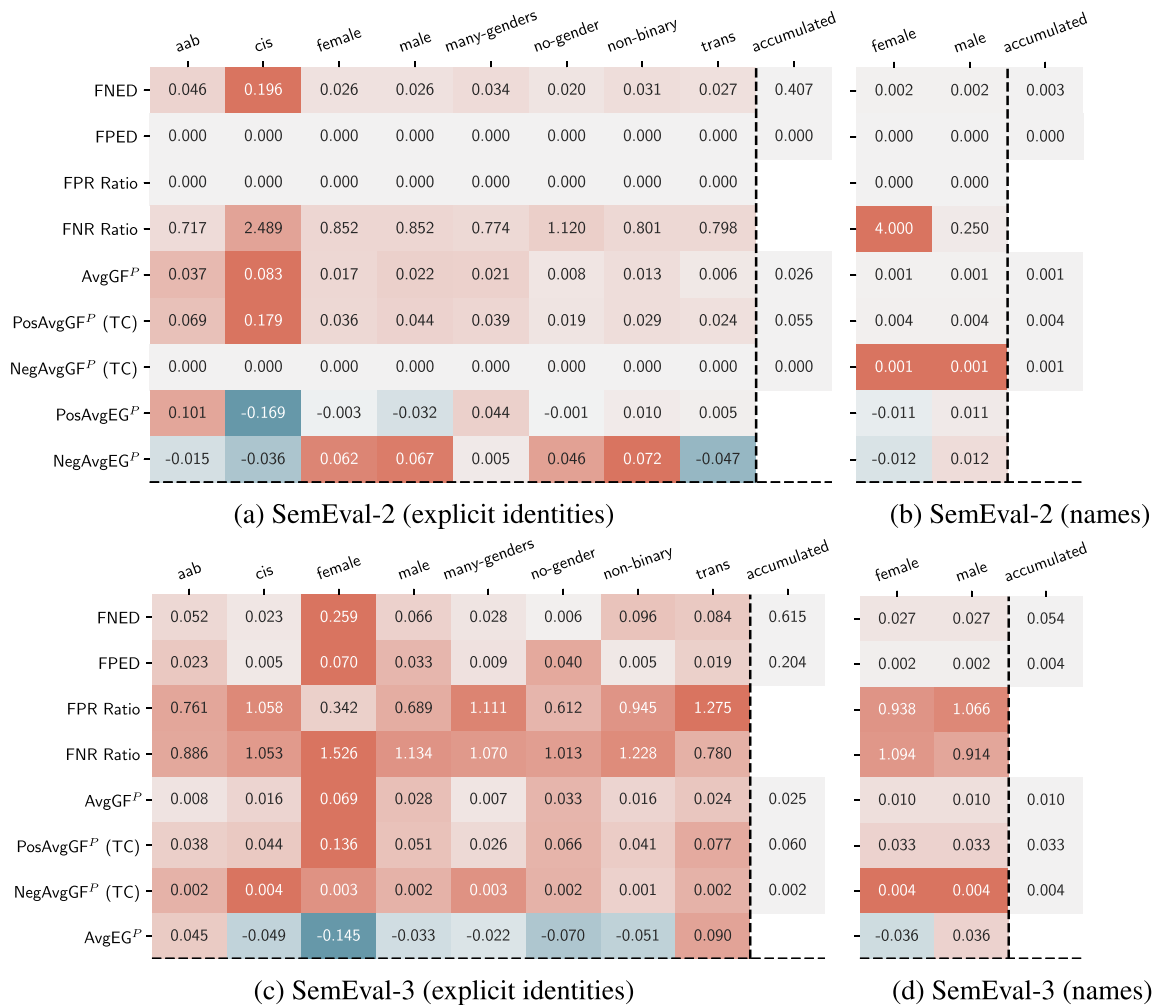 aab cis female male many-genders no-gender non-binary trans accumulated female male accumulated
FNED 0.046 0.196 0.026 0.026 0.034 0.020 0.031 0.027 0.407 0.002 0.002 0.003
FPED 0.000 0.000 0.000 0.000 0.000 0.000 0.000 0.000 0.000 0.000 0.000 0.000
FPR Ratio 0.000 0.000 0.000 0.000 0.000 0.000 0.000 0.000 0.000 0.000
FNR Ratio 0.717 2.489 0.852 0.852 0.774 1.120 0.801 0.798 4.000 0.250
AvgGF^P 0.037 0.083 0.017 0.022 0.021 0.008 0.013 0.006 0.026 0.001 0.001 0.001
PosAvgGF^P (TC) 0.069 0.179 0.036 0.044 0.039 0.019 0.029 0.024 0.055 0.004 0.004 0.004
NegAvgGF^P (TC) 0.000 0.000 0.000 0.000 0.000 0.000 0.000 0.000 0.000 0.001 0.001 0.001
PosAvgEG^P 0.101 -0.169 -0.003 -0.032 0.044 -0.001 0.010 0.005 -0.011 0.011
NegAvgEG^P -0.015 -0.036 0.062 0.067 0.005 0.046 0.072 -0.047 -0.012 0.012
(a) SemEval-2 (explicit identities) (b) SemEval-2 (names)
aab cis female male many-genders no-gender non-binary trans accumulated female male accumulated
FNED 0.052 0.023 0.259 0.066 0.028 0.006 0.096 0.084 0.615 0.027 0.027 0.054
FPED 0.023 0.005 0.070 0.033 0.009 0.040 0.005 0.019 0.204 0.002 0.002 0.004
FPR Ratio 0.761 1.058 0.342 0.689 1.111 0.612 0.945 1.275 0.938 1.066
FNR Ratio 0.886 1.053 1.526 1.134 1.070 1.013 1.228 0.780 1.094 0.914
AvgGF^P 0.008 0.016 0.069 0.028 0.007 0.033 0.016 0.024 0.025 0.010 0.010 0.010
PosAvgGF^P (TC) 0.038 0.044 0.136 0.051 0.026 0.066 0.041 0.077 0.060 0.033 0.033 0.033
NegAvgGF^P (TC) 0.002 0.004 0.003 0.002 0.003 0.002 0.001 0.002 0.002 0.004 0.004 0.004
AvgEG^P 0.045 -0.049 -0.145 -0.033 -0.022 -0.070 -0.051 0.090 -0.036 0.036
(c) SemEval-3 (explicit identities) (d) SemEval-3 (names)